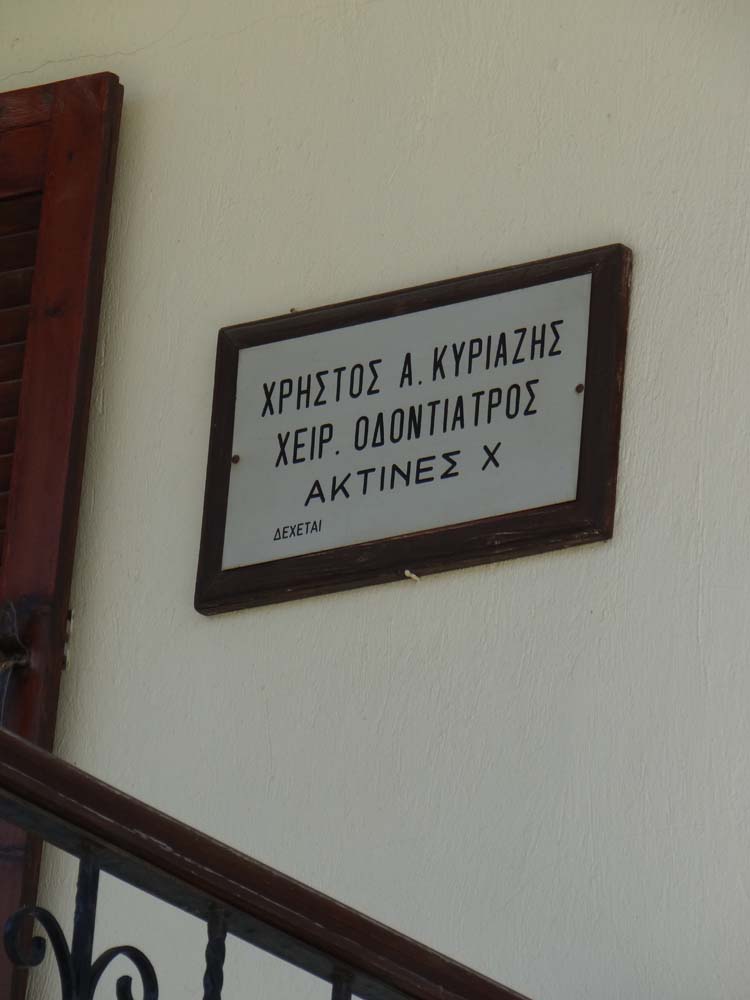 ΧΡΗΣΤΟΣ Α. ΚΥΡΙΑΖΗΣ
ΧΕΙΡ. ΟΔΟΝΤΙΑΤΡΟΣ
ΑΚΤΙΝΕΣ Χ
ΔΕΧΕΤΑΙ